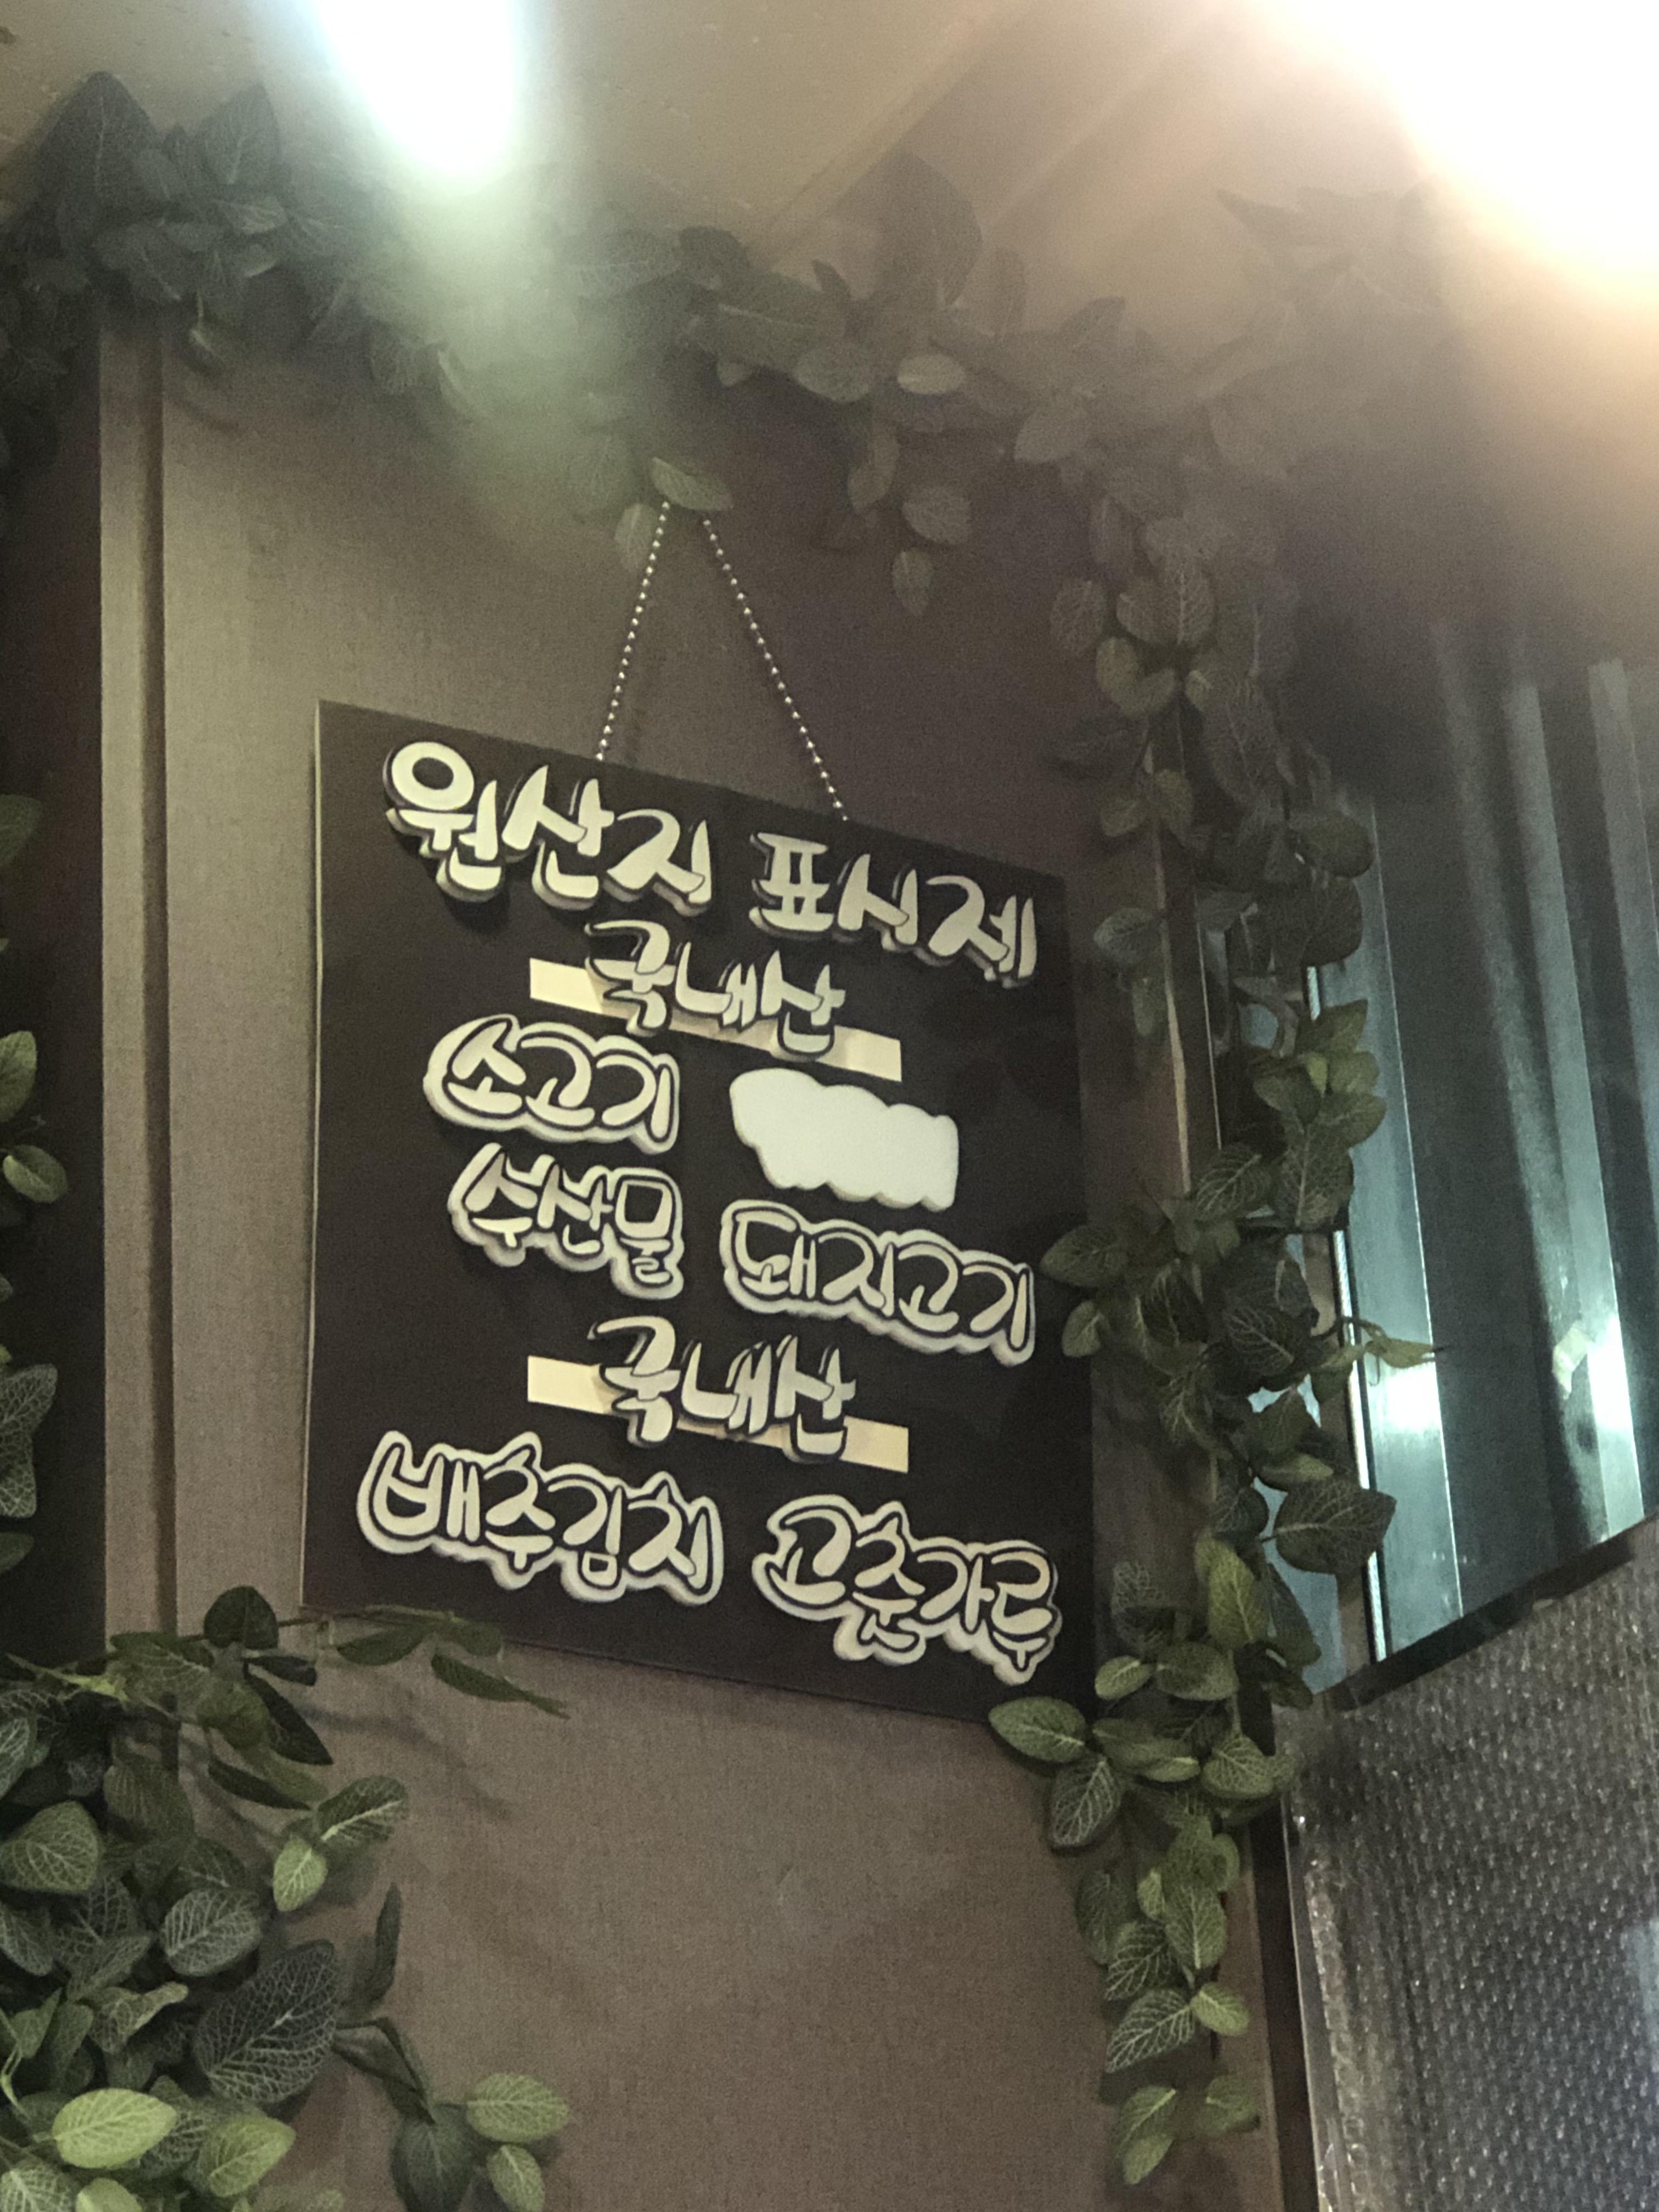 원산지 표시제
국내산
소고기
수산물 돼지고기
국내산
배추김치 고춧가루